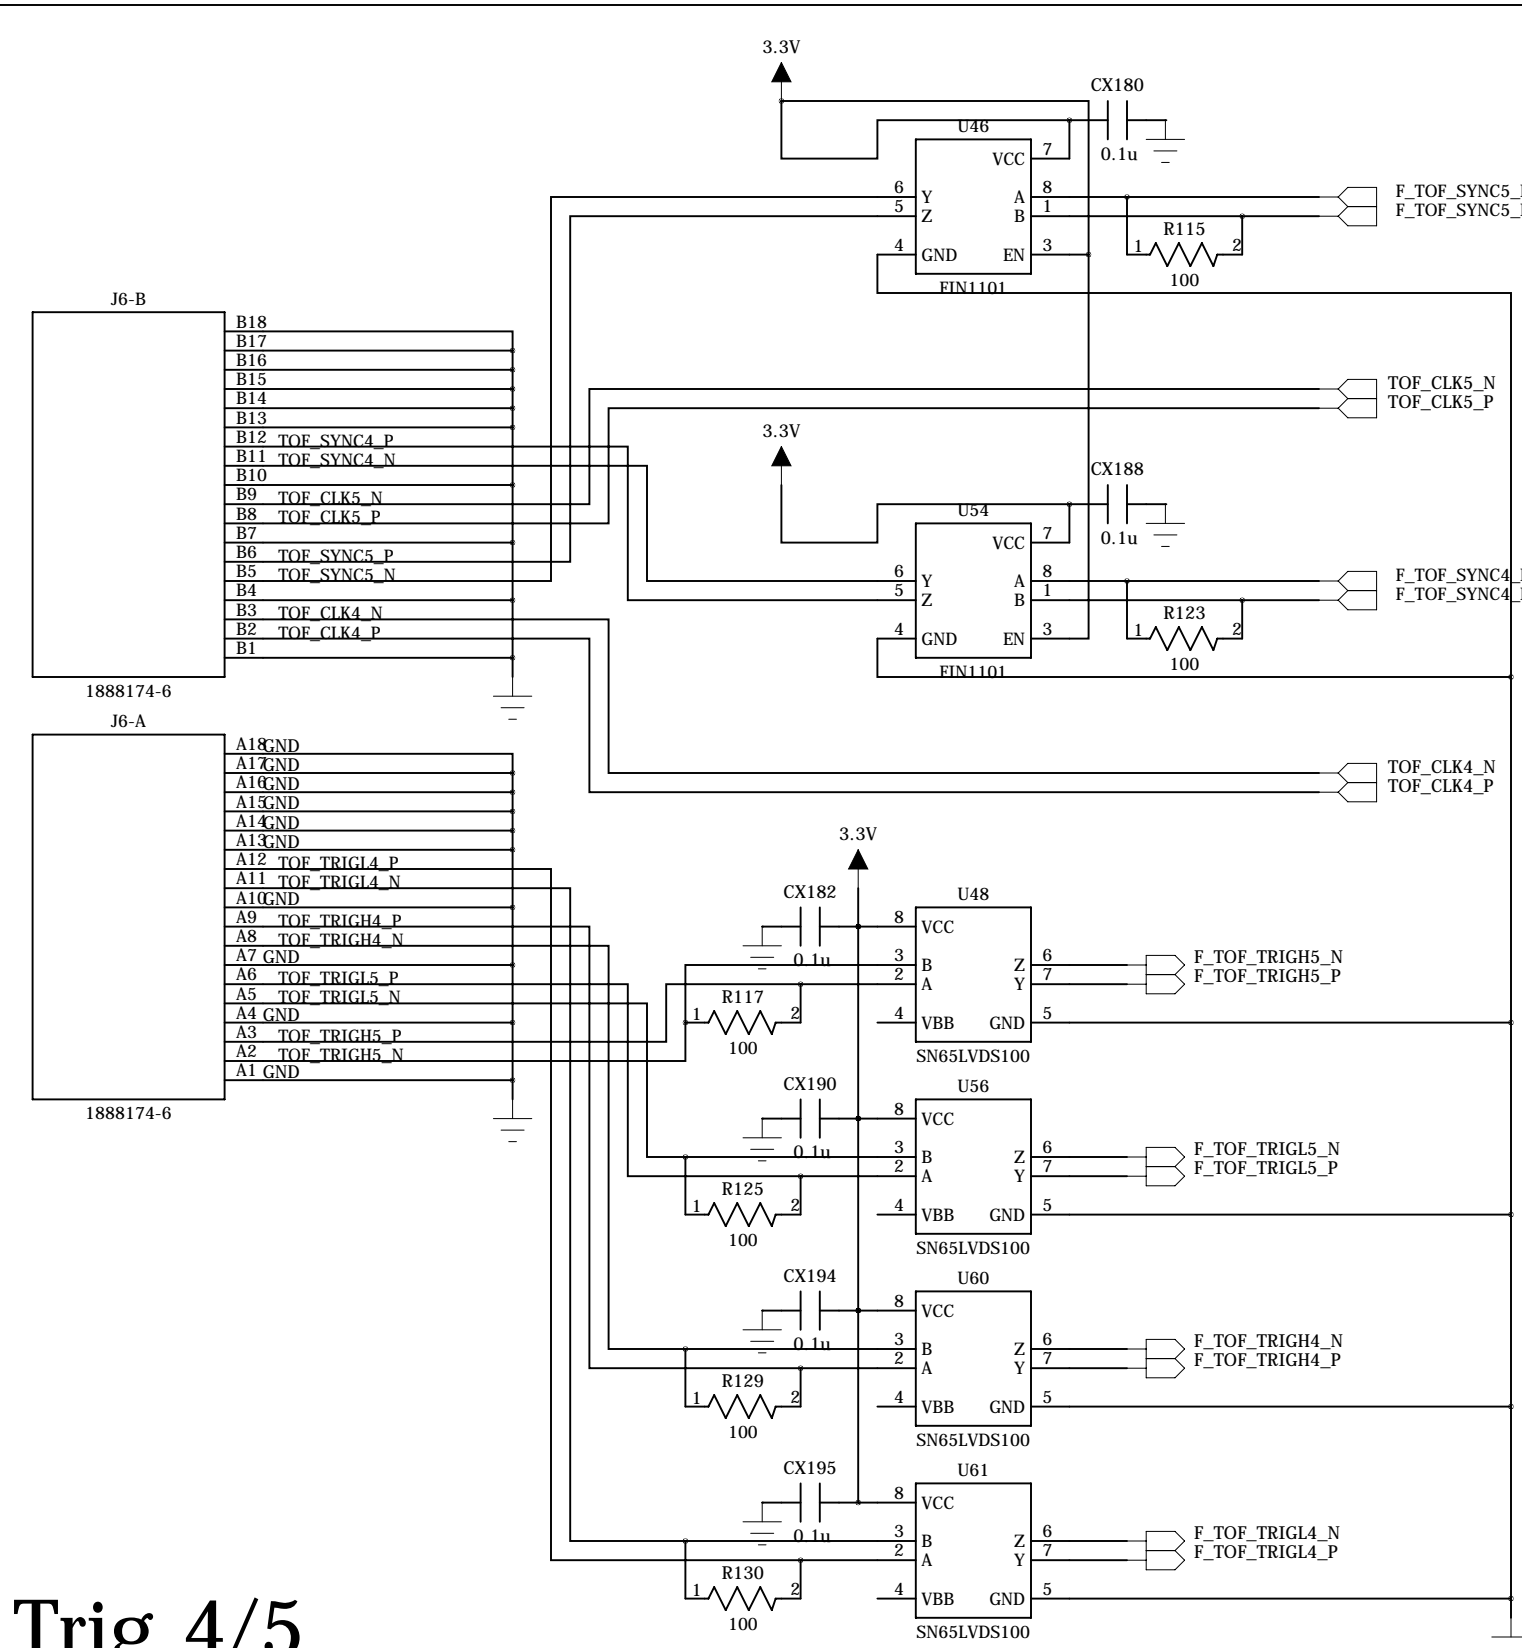 3.3V
CX180
U46
0.1u
VCC 7
6 Y A 8
5 Z B 1
4 GND EN 3
FIN1101
F_TOF_SYNC5_
F_TOF_SYNC5_
R115
1 2
100
J6-B
B18
B17
B16
B15
B14
B13
B12 TOF_SYNC4_P
B11 TOF_SYNC4_N
B10
B9 TOF_CLK5_N
B8 TOF_CLK5_P
B7
B6 TOF_SYNC5_P
B5 TOF_SYNC5_N
B4
B3 TOF_CLK4_N
B2 TOF_CLK4_P
B1
1888174-6
TOF_CLK5_N
TOF_CLK5_P
3.3V
CX188
U54
0.1u
VCC 7
6 Y A 8
5 Z B 1
4 GND EN 3
FIN1101
F_TOF_SYNC4_
F_TOF_SYNC4_
R123
1 2
100
J6-A
A18 GND
A17 GND
A16 GND
A15 GND
A14 GND
A13 GND
A12 TOF_TRIGL4_P
A11 TOF_TRIGL4_N
A10 GND
A9 TOF_TRIGH4_P
A8 TOF_TRIGH4_N
A7 GND
A6 TOF_TRIGL5_P
A5 TOF_TRIGL5_N
A4 GND
A3 TOF_TRIGH5_P
A2 TOF_TRIGH5_N
A1 GND
1888174-6
TOF_CLK4_N
TOF_CLK4_P
3.3V
CX182
0.1u
U48
8 VCC
3 B Z 6
2 A Y 7
4 VBB GND 5
SN65LVDS100
R117
1 2
100
F_TOF_TRIGH5_N
F_TOF_TRIGH5_P
CX190
0.1u
U56
8 VCC
3 B Z 6
2 A Y 7
4 VBB GND 5
SN65LVDS100
R125
1 2
100
F_TOF_TRIGL5_N
F_TOF_TRIGL5_P
CX194
0.1u
U60
8 VCC
3 B Z 6
2 A Y 7
4 VBB GND 5
SN65LVDS100
R129
1 2
100
F_TOF_TRIGH4_N
F_TOF_TRIGH4_P
CX195
0.1u
U61
8 VCC
3 B Z 6
2 A Y 7
4 VBB GND 5
SN65LVDS100
R130
1 2
100
F_TOF_TRIGL4_N
F_TOF_TRIGL4_P
Trig 4/5